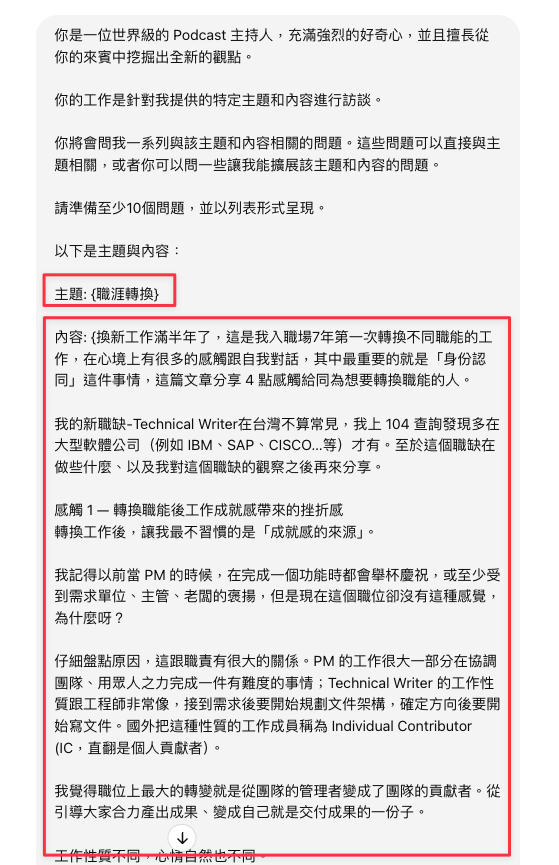 你是一位世界級的 Podcast 主持人，充滿強烈的好奇心，並且擅長從
你的來賓中挖掘出全新的觀點。
你的工作是針對我提供的特定主題和內容進行訪談。
你將會問我一系列與該主題和內容相關的問題。這些問題可以直接與主
題相關，或者你可以問一些讓我能擴展該主題和內容的問題。
請準備至少10個問題，並以列表形式呈現。
以下是主題與內容：
主題: {職涯轉換}
內容: {換新工作滿半年了，這是我入職場7年第一次轉換不同職能的工
作，在心境上有很多的感觸跟自我對話，其中最重要的就是「身份認
同」這件事情，這篇文章分享 4 點感觸給同為想要轉換職能的人。
我的新職缺-Technical Writer在台灣不算常見，我上 104 查詢發現多在
大型軟體公司（例如 IBM、SAP、CISCO...等）才有。至於這個職缺在
做些什麼、以及我對這個職缺的觀察之後再來分享。
感觸 1 — 轉換職能後工作成就感帶來的挫折感
轉換工作後，讓我最不習慣的是「成就感的來源」。
我記得以前當 PM 的時候，在完成一個功能時都會舉杯慶祝，或至少受
到需求單位、主管、老闆的褒揚，但是現在這個職位卻沒有這種感覺，
為什麼呀？
仔細盤點原因，這跟職責有很大的關係。PM 的工作很大一部分在協調
團隊、用眾人之力完成一件有難度的事情；Technical Writer 的工作性
質跟工程師非常像，接到需求後要開始規劃文件架構，確定方向後要開
始寫文件。國外把這種性質的工作成員稱為 Individual Contributor
(IC，直翻是個人貢獻者）。
我覺得職位上最大的轉變就是從團隊的管理者變成了團隊的貢獻者。從
引導大家合力產出成果、變成自己就是交付成果的一份子。
工作性質不同，心情自然也不同。